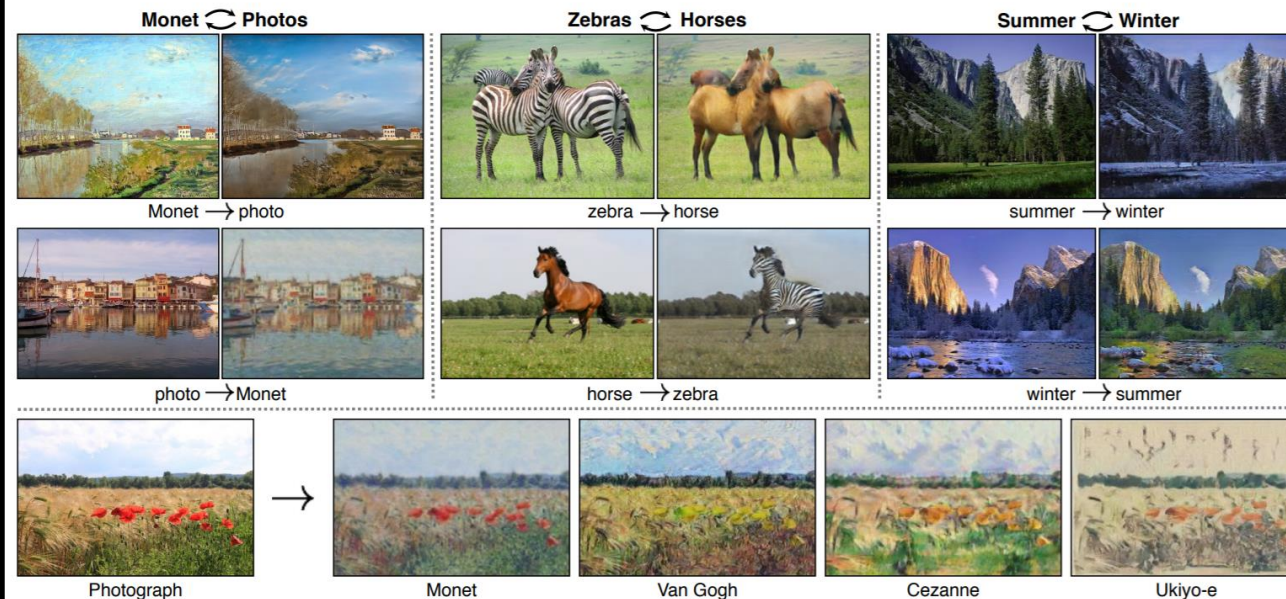 Monet ⇄ Photos
Zebras ⇄ Horses
Summer ⇄ Winter
Monet → photo
zebra → horse
summer → winter
photo → Monet
horse → zebra
winter → summer
Photograph
Monet
Van Gogh
Cezanne
Ukiyo-e